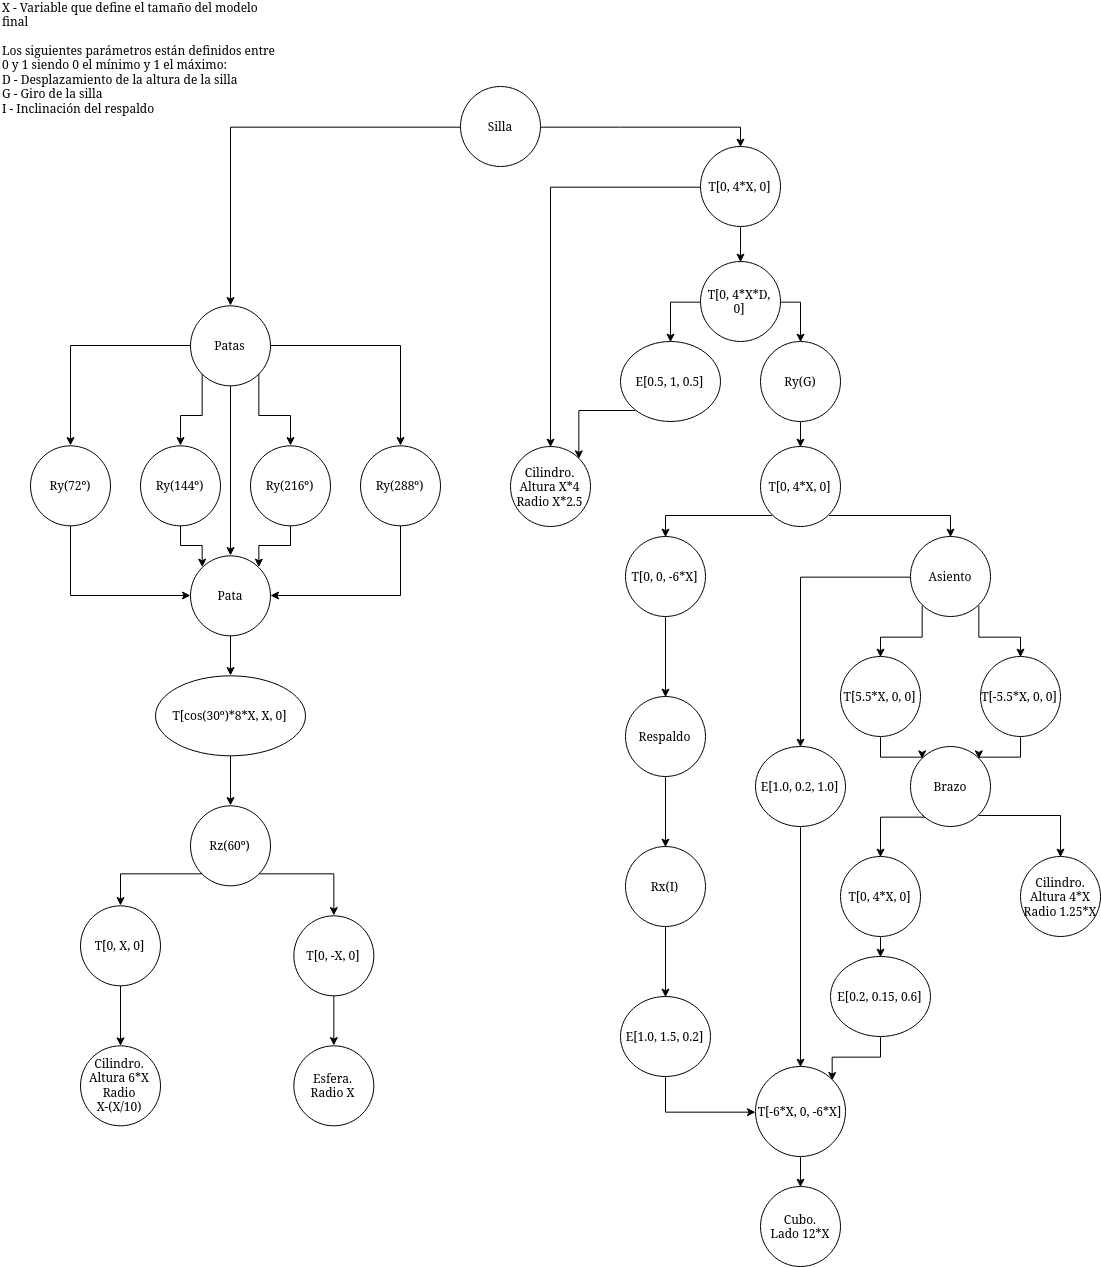 X - Variable que define el tamaño del modelo
final
Los siguientes parámetros están definidos entre
0 y 1 siendo 0 el mínimo y 1 el máximo:
D - Desplazamiento de la altura de la silla
G - Giro de la silla
I - Inclinación del respaldo
Silla
T[0, 4*X, 0]
T[0, 4*X*D,
0]
Patas
E[0.5, 1, 0.5]
Ry(G)
Ry(72º)
Ry(144º)
Ry(216º)
Ry(288º)
Cilindro.
Altura X*4
Radio X*2.5
T[0, 4*X, 0]
Pata
T[0, 0, -6*X]
Asiento
T[cos(30º)*8*X, X, 0]
T[5.5*X, 0, 0]
T[-5.5*X, 0, 0]
Respaldo
E[1.0, 0.2, 1.0]
Brazo
Rz(60º)
Rx(I)
T[0, 4*X, 0]
Cilindro.
Altura 4*X
Radio 1.25*X
T[0, X, 0]
T[0, -X, 0]
E[0.2, 0.15, 0.6]
E[1.0, 1.5, 0.2]
Cilindro.
Altura 6*X
Radio
X-(X/10)
Esfera.
Radio X
T[-6*X, 0, -6*X]
Cubo.
Lado 12*X